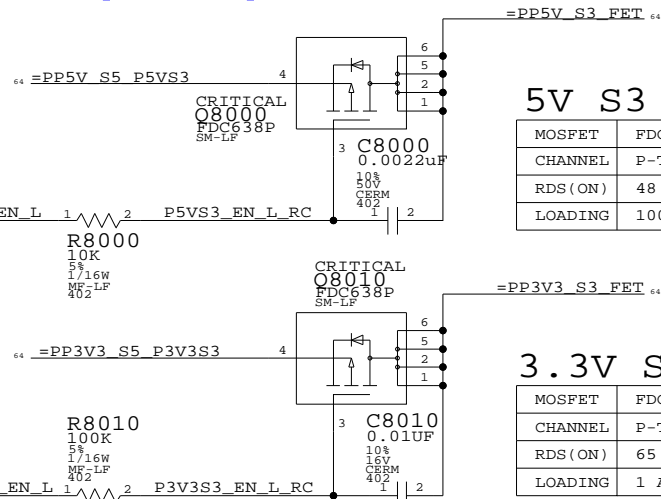 =PP5V_S3_FET 64
6
5
2
1
64 =PP5V_S5_P5VS3 4
CRITICAL
Q8000
FDC638P
SM-LF
3
C8000
0.0022uF
10%
50V
CERM
402
1 2
EN_L 1 2 P5VS3_EN_L_RC
R8000
10K
5%
1/16W
MF-LF
402
5V S3
MOSFET FDC
CHANNEL P-T
RDS(ON) 48
LOADING 100
CRITICAL
Q8010
FDC638P
SM-LF
=PP3V3_S3_FET 64
6
5
2
1
64 =PP3V3_S5_P3V3S3 4
3
C8010
0.01UF
10%
16V
CERM
402
1 2
R8010
100K
5%
1/16W
MF-LF
402
_EN_L 1 2 P3V3S3_EN_L_RC
3.3V S
MOSFET FDC
CHANNEL P-T
RDS(ON) 65
LOADING 1 A